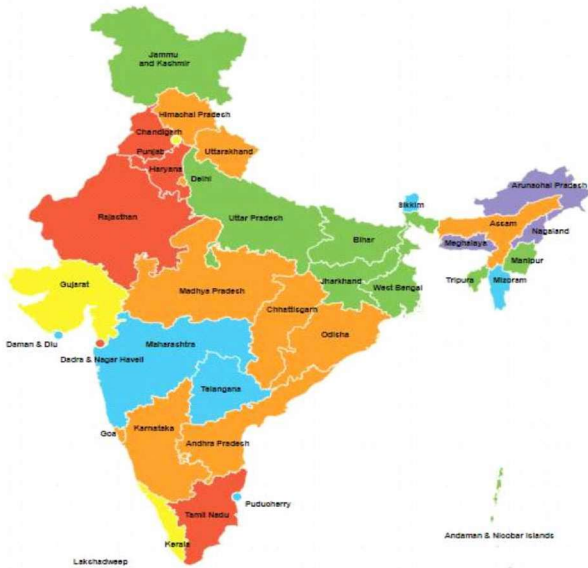 Jammu
and Kashmir
Himachal Pradesh
Chandigarh
Punjab
Uttarakhand
Haryana
Delhi
Arunachal Pradesh
Sikkim
Rajasthan
Uttar Pradesh
Assam
Nagaland
Bihar
Meghalaya
Manipur
Gujarat
Jharkhand
West Bengal
Tripura
Mizoram
Madhya Pradesh
Chhattisgarh
Odisha
Daman & Diu
Maharashtra
Dadra & Nagar Haveli
Telangana
Goa
Karnataka
Andhra Pradesh
Puducherry
Tamil Nadu
Andaman & Nicobar Islands
Kerala
Lakshadweep